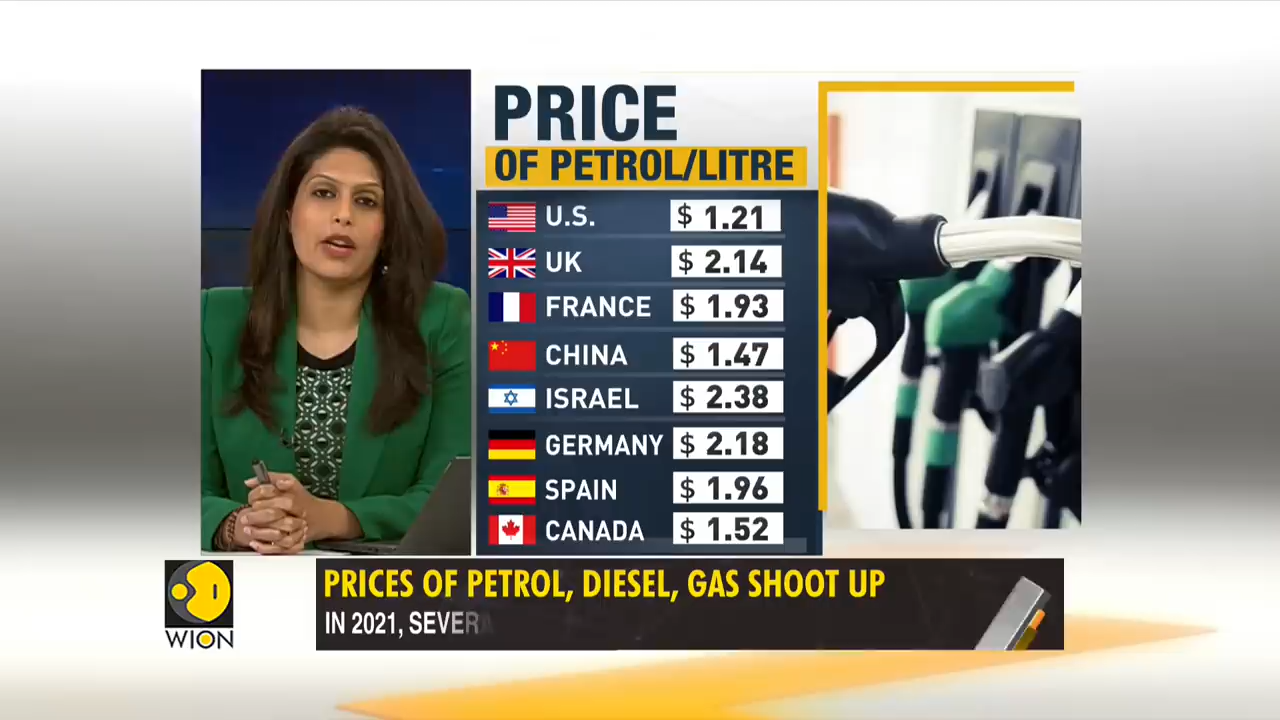 PRICE
OF PETROL/LITRE
U.S. $ 1.21
UK $ 2.14
FRANCE $ 1.93
CHINA $ 1.47
ISRAEL $ 2.38
GERMANY $ 2.18
SPAIN $ 1.96
CANADA $ 1.52
PRICES OF PETROL, DIESEL, GAS SHOOT UP
IN 2021, SEVERA
WION